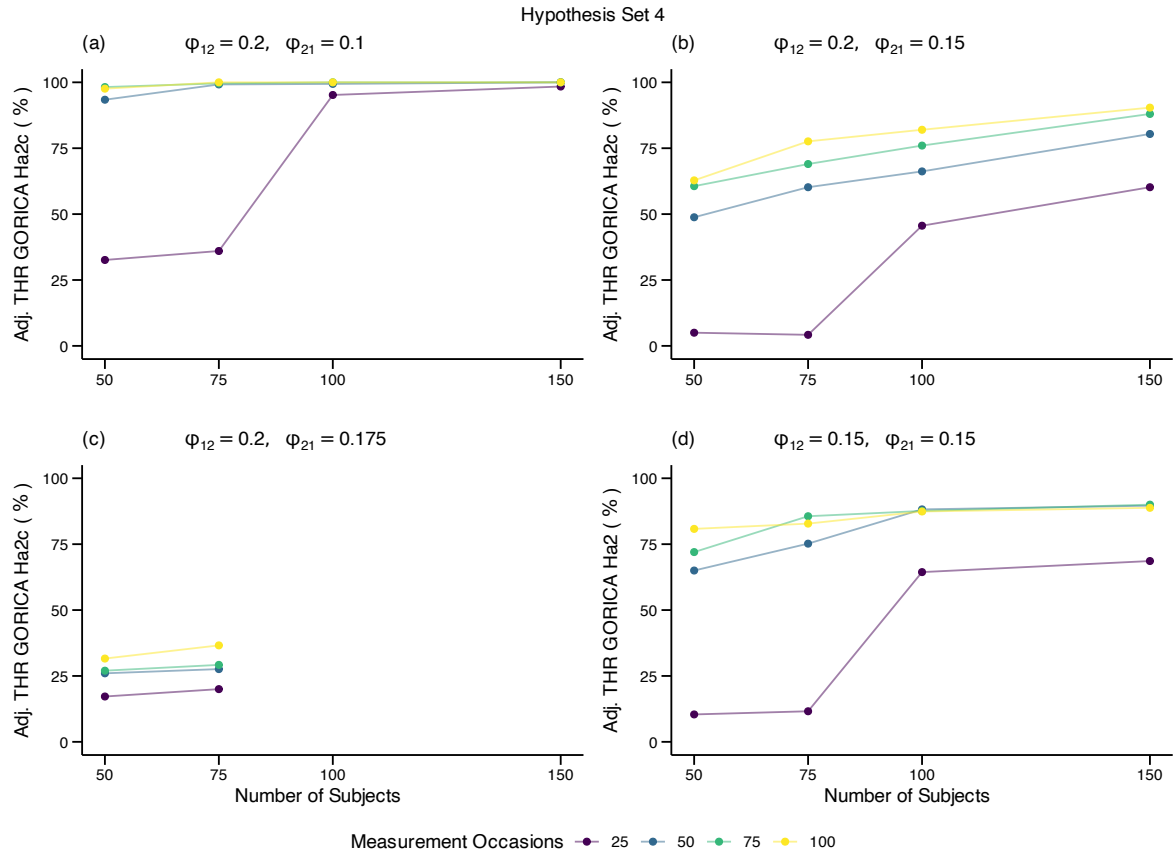 Hypothesis Set 4
(a) φ12 = 0.2, φ21 = 0.1
Adj. THR GORICA Ha2c ( % )
100
75
50
25
0
50 75 100 150
(b) φ12 = 0.2, φ21 = 0.15
Adj. THR GORICA Ha2c ( % )
100
75
50
25
0
50 75 100 150
(c) φ12 = 0.2, φ21 = 0.175
Adj. THR GORICA Ha2c ( % )
100
75
50
25
0
50 75 100 150
Number of Subjects
(d) φ12 = 0.15, φ21 = 0.15
Adj. THR GORICA Ha2 ( % )
100
75
50
25
0
50 75 100 150
Number of Subjects
Measurement Occasions 25 50 75 100